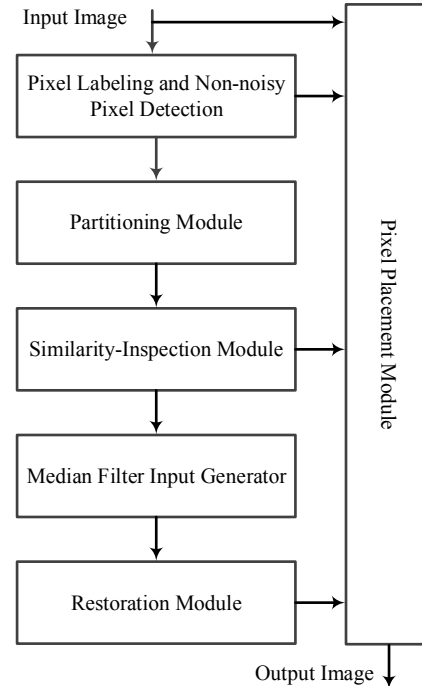 Input Image
Pixel Labeling and Non-noisy
Pixel Detection
Partitioning Module
Similarity-Inspection Module
Median Filter Input Generator
Restoration Module
Pixel Placement Module
Output Image